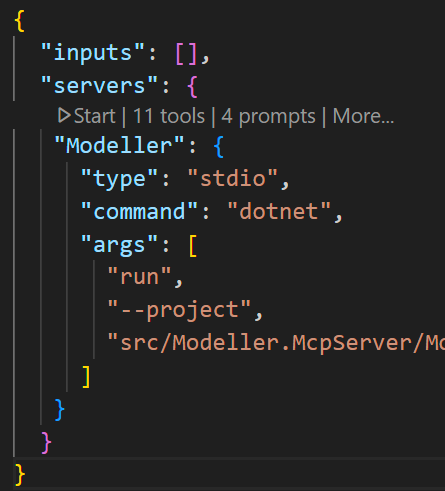 {
"inputs": [],
"servers": {
Start | 11 tools | 4 prompts | More...
"Modeller": {
"type": "stdio",
"command": "dotnet",
"args": [
"run",
"--project",
"src/Modeller.McpServer/Mo
]
}
}
}